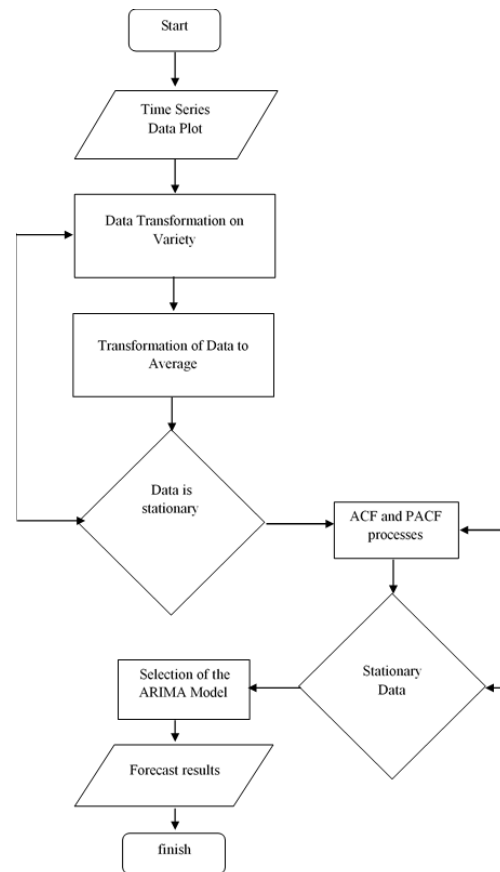 Start
Time Series
Data Plot
Data Transformation on
Variety
Transformation of Data to
Average
Data is
stationary
ACF and PACF
processes
Stationary
Data
Selection of the
ARIMA Model
Forecast results
finish